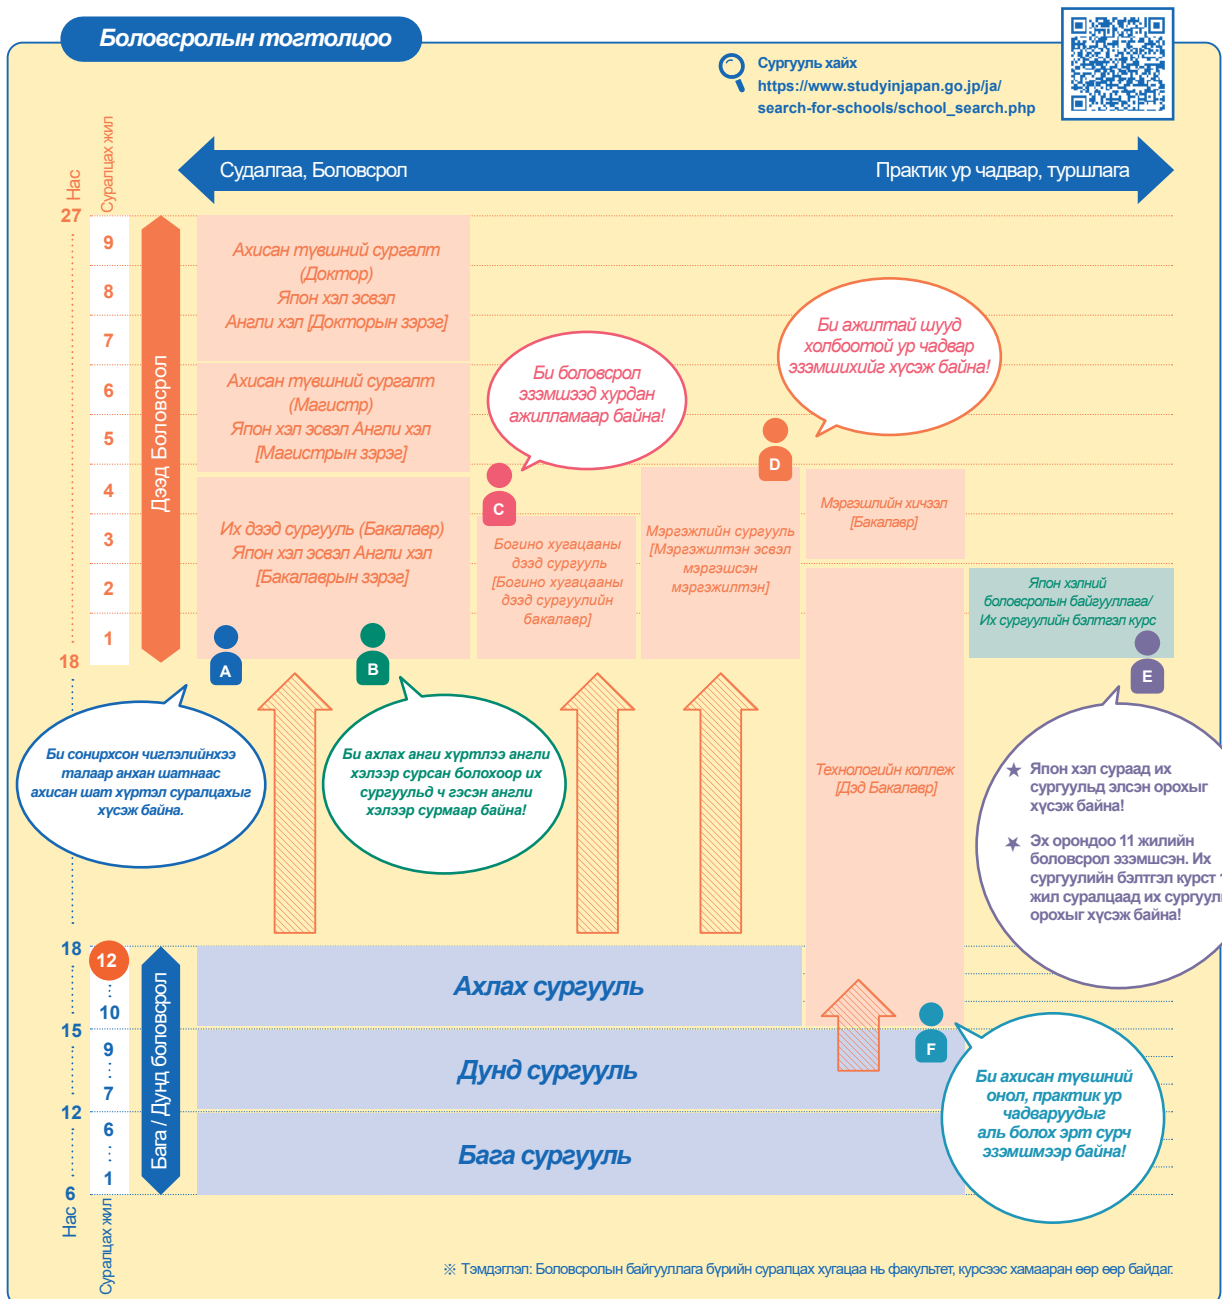 Боловсролын тогтолцоо
Сургууль хайх
https://www.studyinjapan.go.jp/ja/
search-for-schools/school_search.php
Нас
Суралцах жил
Судалгаа, Боловсрол
Практик ур чадвар, туршлага
27
9
8
7
6
5
4
3
2
1
18
Дээд Боловсрол
Ахисан түвшний сургалт
(Доктор)
Япон хэл эсвэл
Англи хэл [Докторын зэрэг]
Ахисан түвшний сургалт
(Магистр)
Япон хэл эсвэл Англи хэл
[Магистрын зэрэг]
Их дээд сургууль (Бакалавр)
Япон хэл эсвэл Англи хэл
[Бакалаврын зэрэг]
Би боловсрол
эзэмшээд хурдан
ажилламаар байна!
C
Богино хугацааны
дээд сургууль
[Богино хугацааны
дээд сургуулийн
бакалавр]
Би ажилтай шууд
холбоотой ур чадвар
эзэмшихийг хүсэж байна!
D
Мэргэжлийн сургууль
[Мэргэжилтэн эсвэл
мэргэшсэн
мэргэжилтэн]
Мэргэшлийн хичээл
[Бакалавр]
Япон хэлний
боловсролын байгууллага/
Их сургуулийн бэлтгэл курс
A
B
E
Би сонирхсон чиглэлийнхээ
талаар анхан шатнаас
ахисан шат хүртэл суралцахыг
хүсэж байна.
Би ахлах анги хүртлээ англи
хэлээр сурсан болохоор их
сургуульд ч гэсэн англи
хэлээр сурмаар байна!
Технологийн коллеж
[Дэд Бакалавр]
★ Япон хэл сураад их
сургуульд элсэн орохыг
хүсэж байна!
★ Эх орондоо 11 жилийн
боловсрол эзэмшсэн. Их
сургуулийн бэлтгэл курст 1
жил суралцаад их сургууль
орохыг хүсэж байна!
18
12
10
15
9
7
12
6
1
6
Нас
Суралцах жил
Бага / Дунд боловсрол
Ахлах сургууль
Дунд сургууль
Бага сургууль
F
Би ахисан түвшний
онол, практик ур
чадваруудыг
аль болох эрт сурч
эзэмшмээр байна!
※ Тэмдэглэл: Боловсролын байгууллага бүрийн суралцах хугацаа нь факультет, курсээс хамааран өөр өөр байдаг.